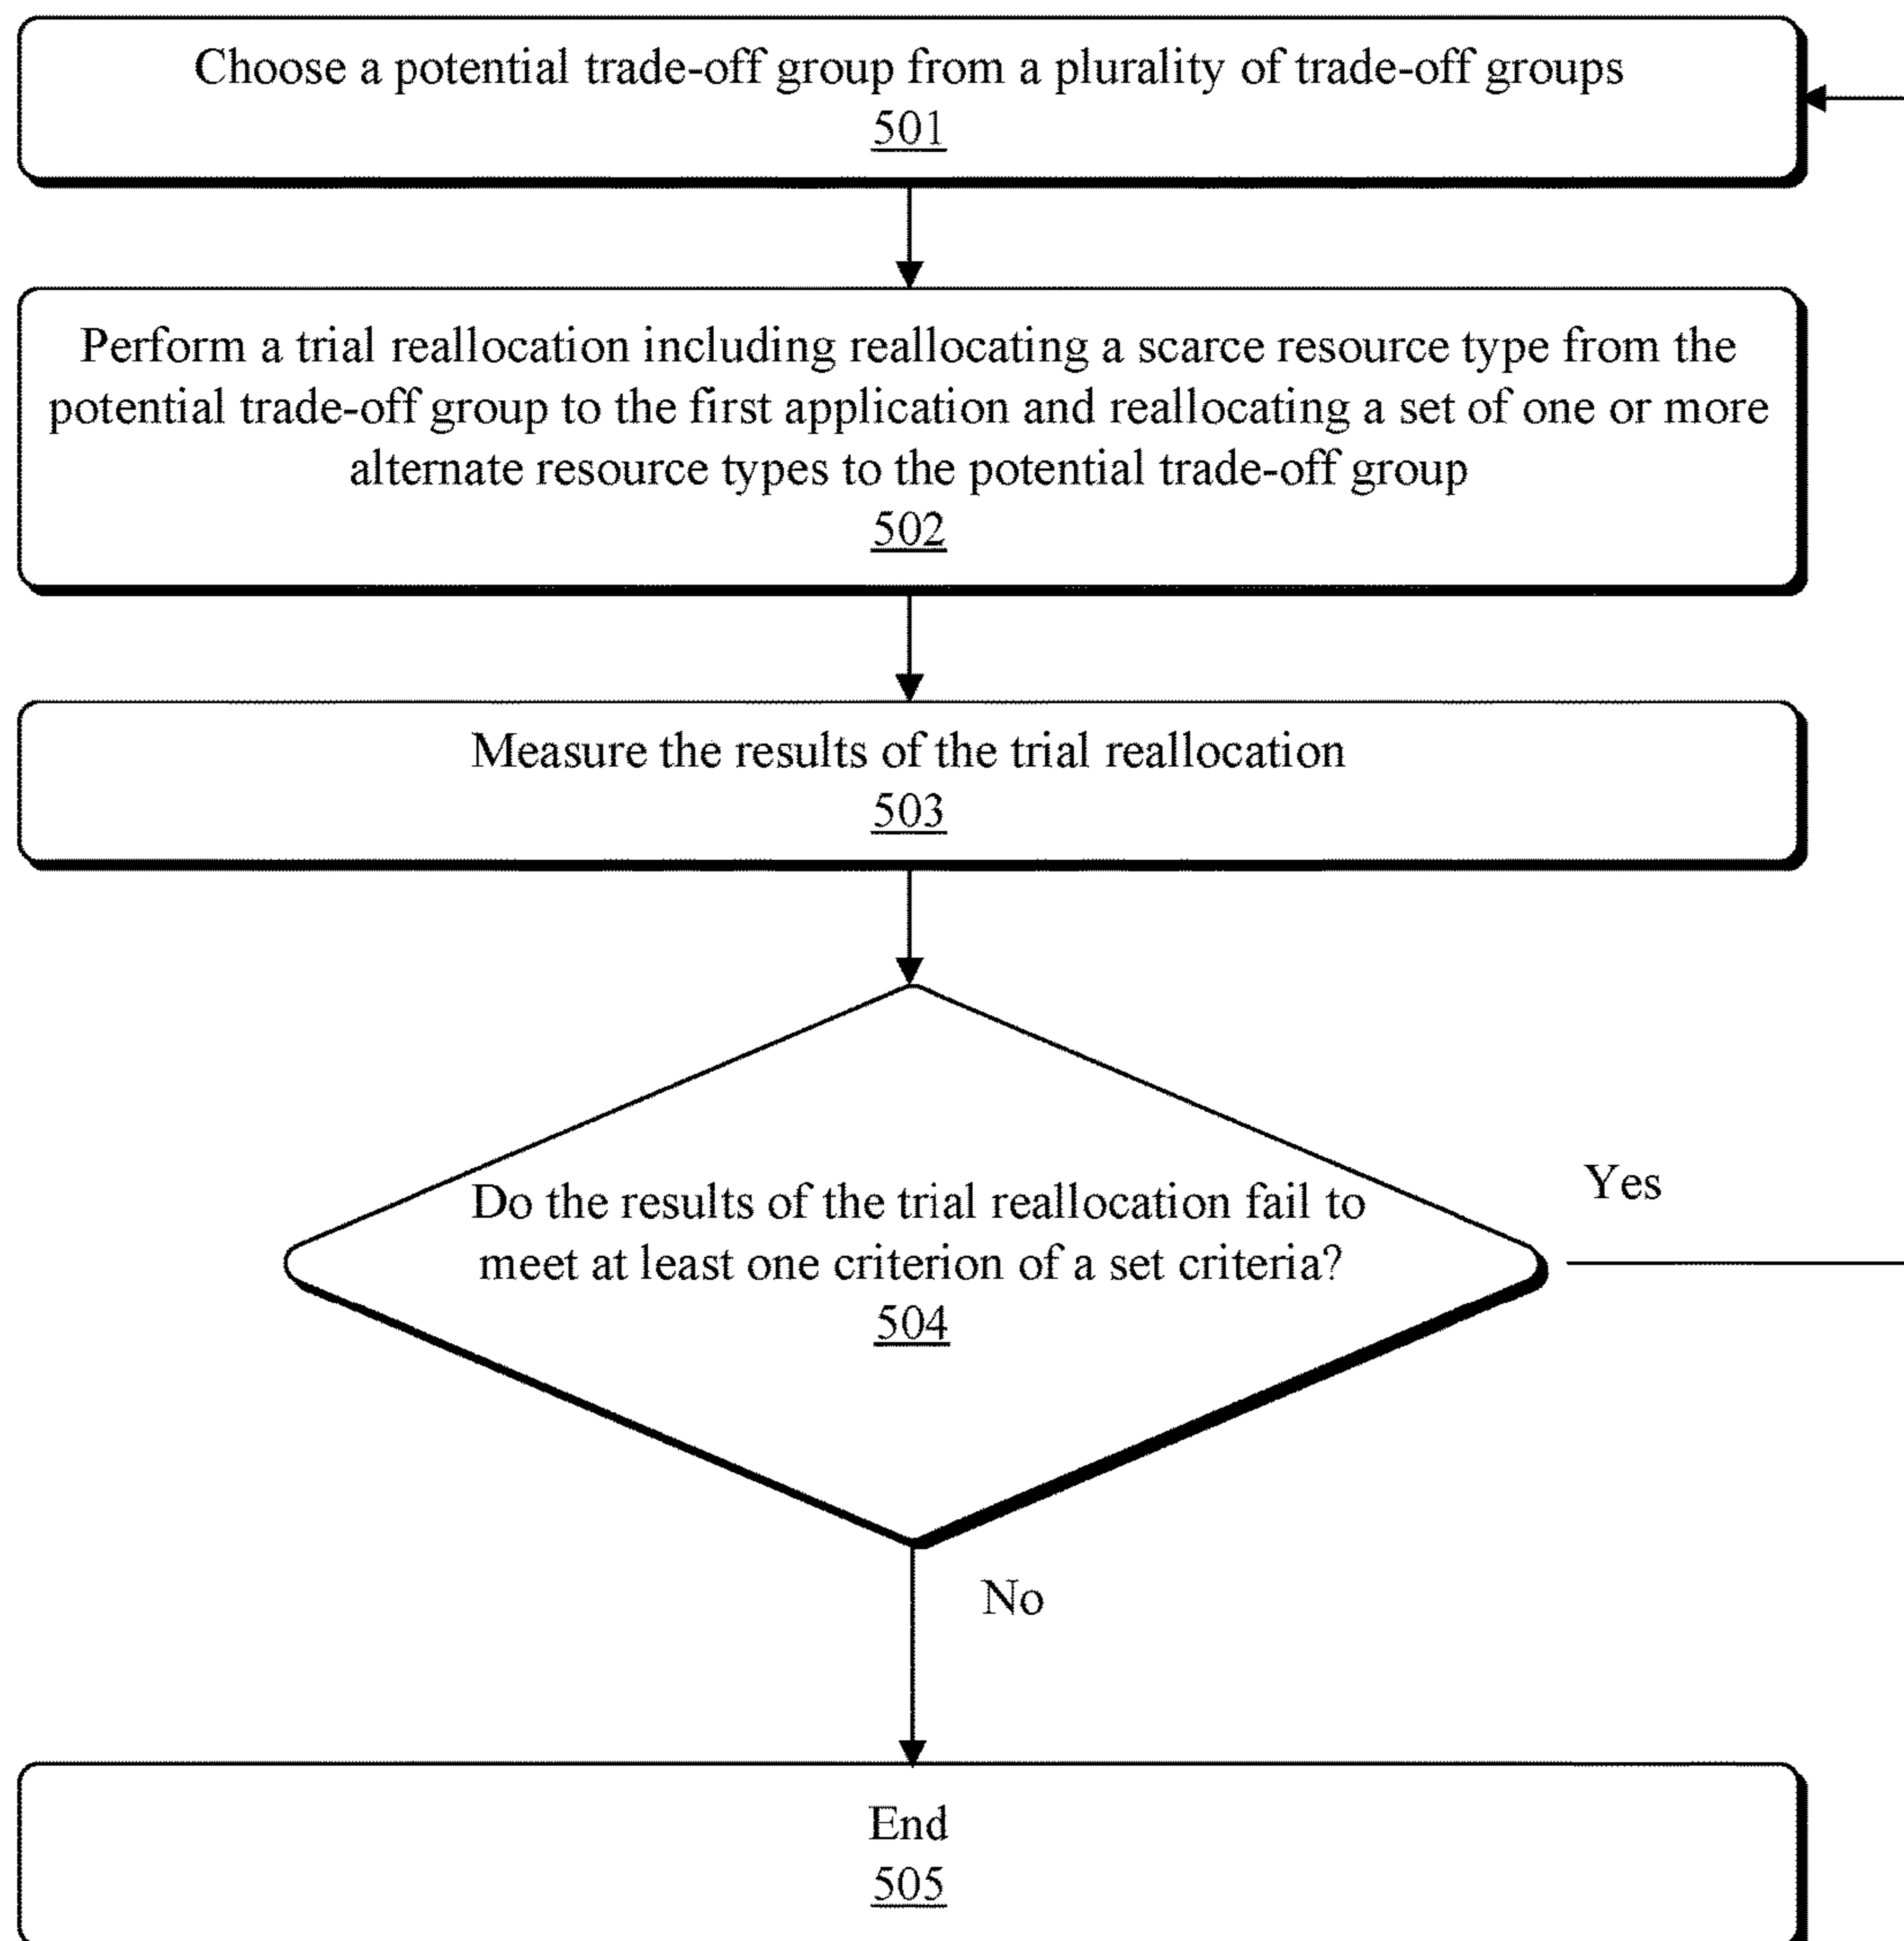 Choose a potential trade-off group from a plurality of trade-off groups
501
Perform a trial reallocation including reallocating a scarce resource type from the
potential trade-off group to the first application and reallocating a set of one or more
alternate resource types to the potential trade-off group
502
Measure the results of the trial reallocation
503
Do the results of the trial reallocation fail to
meet at least one criterion of a set criteria?
504
Yes
No
End
505